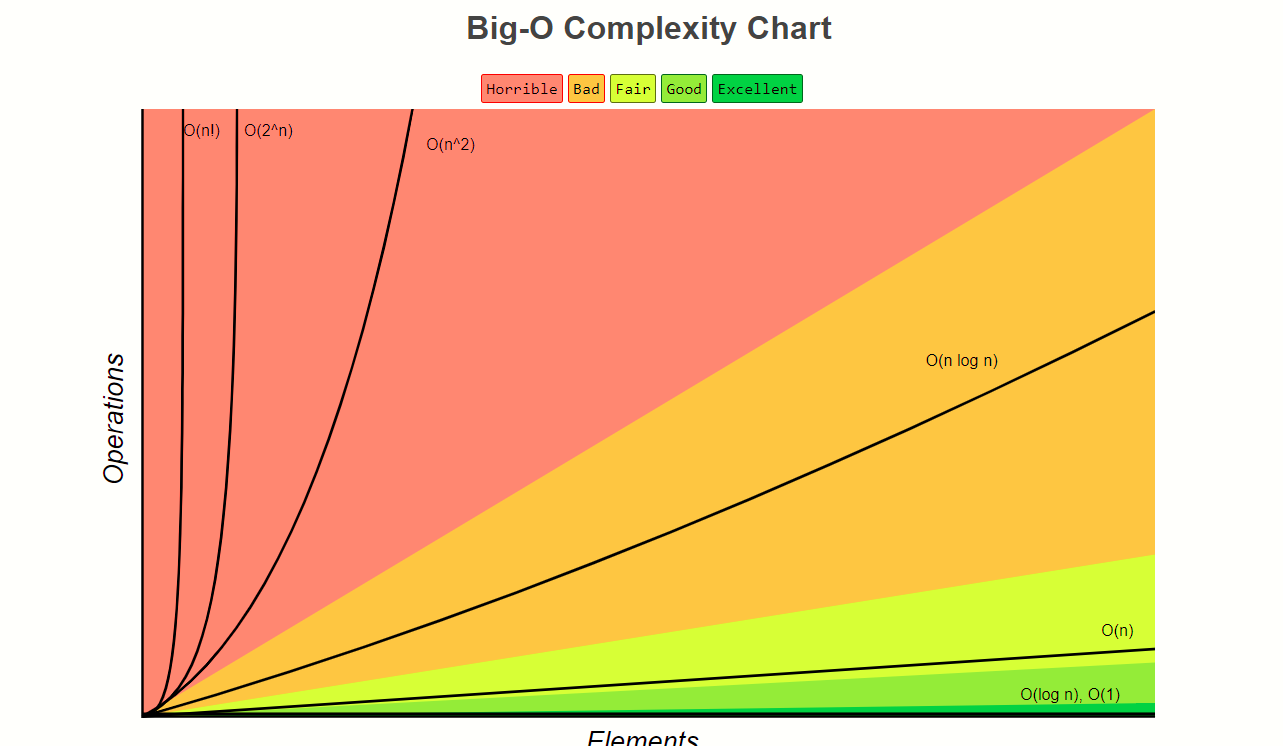 Big-O Complexity Chart
Horrible Bad Fair Good Excellent
O(n!) O(2^n)
O(n^2)
O(n log n)
Operations
O(n)
O(log n), O(1)
Elements